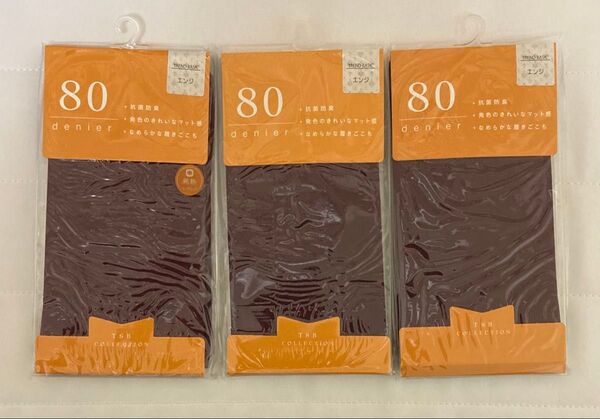 エンジ
80
denier
・抗菌防臭
・発色のきれいなマット感
・なめらかな履きごこち
発熱
T&B
COLLECTION
エンジ
80
denier
・抗菌防臭
・発色のきれいなマット感
・なめらかな履きごこち
T&B
COLLECTION
エンジ
80
denier
・抗菌防臭
・発色のきれいなマット感
・なめらかな履きごこち
T&B
COLLECTION